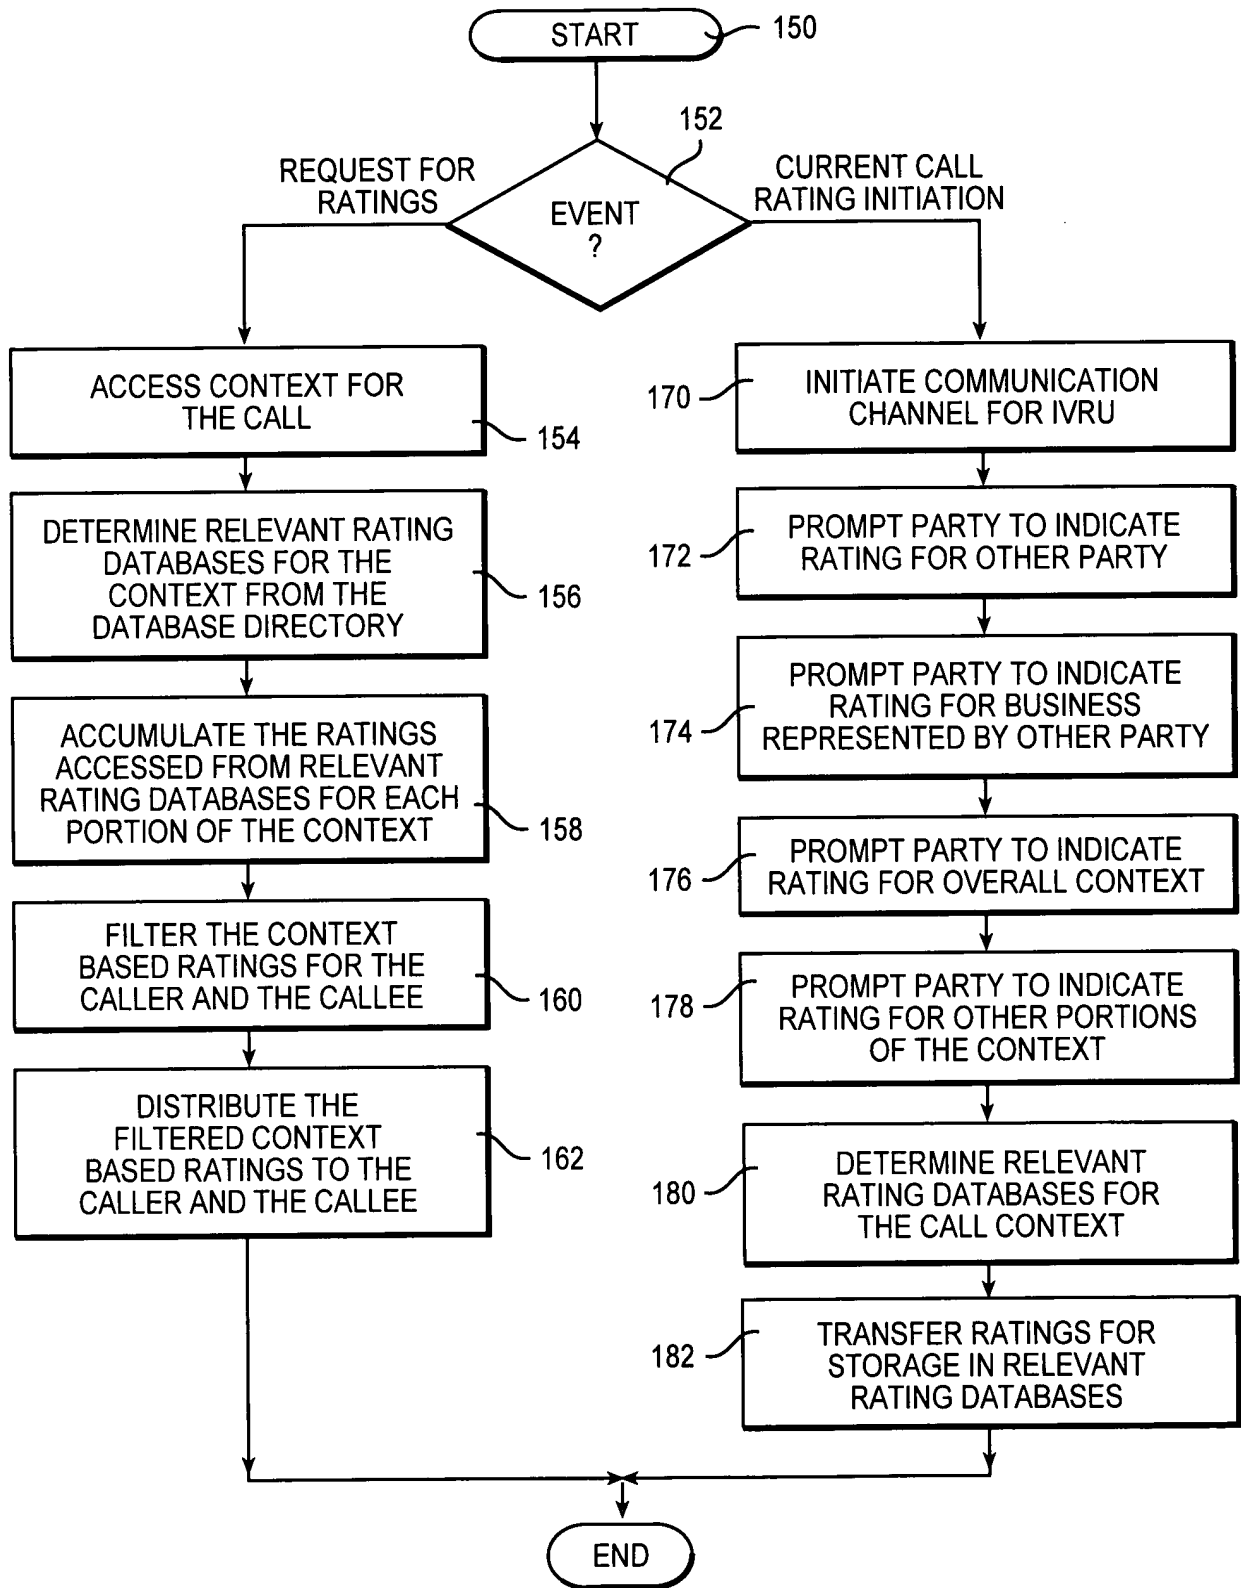 START
150
152
EVENT
?
REQUEST FOR
RATINGS
CURRENT CALL
RATING INITIATION
ACCESS CONTEXT FOR
THE CALL
154
DETERMINE RELEVANT RATING
DATABASES FOR THE
CONTEXT FROM THE
DATABASE DIRECTORY
156
ACCUMULATE THE RATINGS
ACCESSED FROM RELEVANT
RATING DATABASES FOR EACH
PORTION OF THE CONTEXT
158
FILTER THE CONTEXT
BASED RATINGS FOR THE
CALLER AND THE CALLEE
160
DISTRIBUTE THE
FILTERED CONTEXT
BASED RATINGS TO THE
CALLER AND THE CALLEE
162
170
INITIATE COMMUNICATION
CHANNEL FOR IVRU
172
PROMPT PARTY TO INDICATE
RATING FOR OTHER PARTY
174
PROMPT PARTY TO INDICATE
RATING FOR BUSINESS
REPRESENTED BY OTHER PARTY
176
PROMPT PARTY TO INDICATE
RATING FOR OVERALL CONTEXT
178
PROMPT PARTY TO INDICATE
RATING FOR OTHER PORTIONS
OF THE CONTEXT
180
DETERMINE RELEVANT
RATING DATABASES FOR
THE CALL CONTEXT
182
TRANSFER RATINGS FOR
STORAGE IN RELEVANT
RATING DATABASES
END